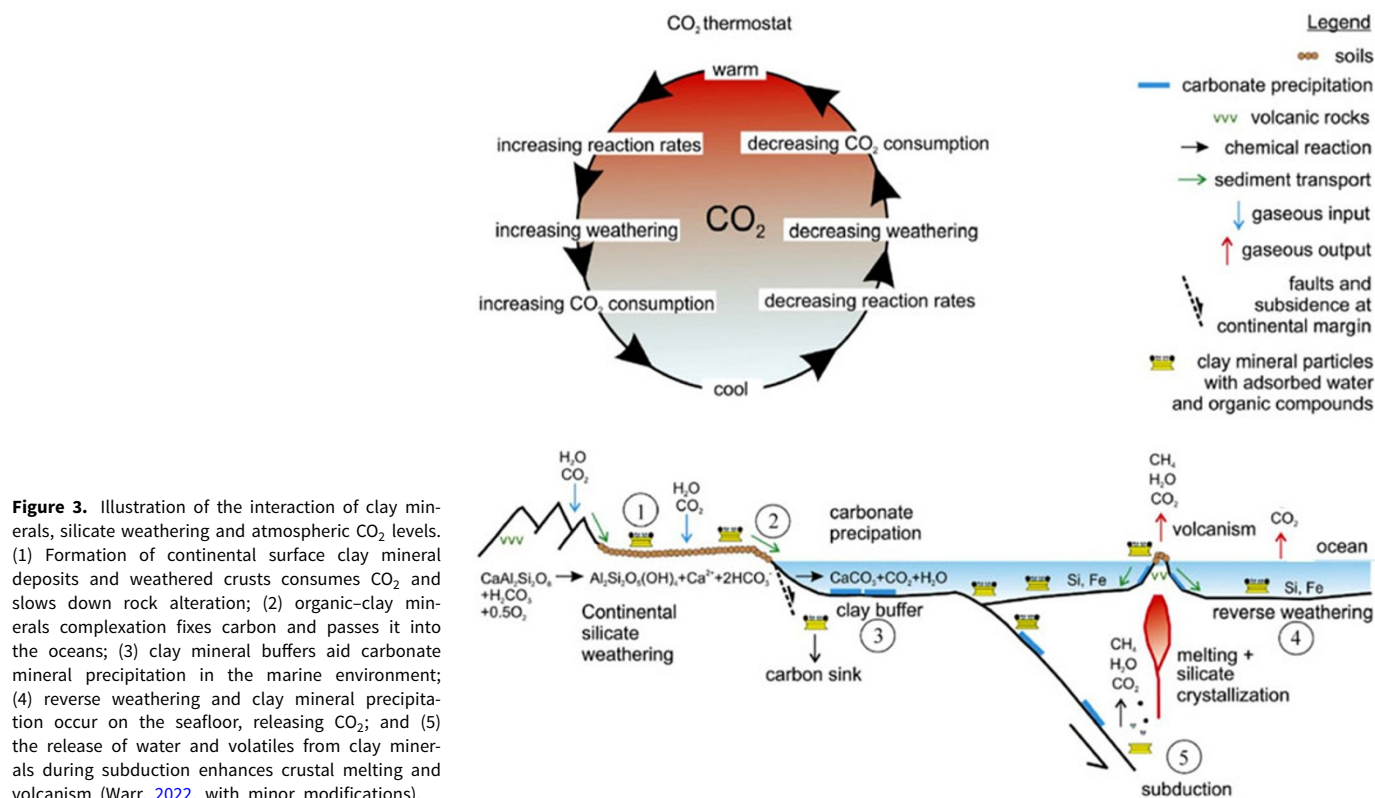 CO₂ thermostat
warm
increasing reaction rates
decreasing CO₂ consumption
CO₂
increasing weathering
decreasing weathering
increasing CO₂ consumption
decreasing reaction rates
cool
Legend
soils
carbonate precipitation
vvv volcanic rocks
chemical reaction
sediment transport
gaseous input
gaseous output
faults and
subsidence at
continental margin
clay mineral particles
with adsorbed water
and organic compounds
Figure 3. Illustration of the interaction of clay min-
erals, silicate weathering and atmospheric CO₂ levels.
(1) Formation of continental surface clay mineral
deposits and weathered crusts consumes CO₂ and
slows down rock alteration; (2) organic–clay min-
erals complexation fixes carbon and passes it into
the oceans; (3) clay mineral buffers aid carbonate
mineral precipitation in the marine environment;
(4) reverse weathering and clay mineral precipita-
tion occur on the seafloor, releasing CO₂; and (5)
the release of water and volatiles from clay miner-
als during subduction enhances crustal melting and
volcanism (Warr, 2022, with minor modifications)
H₂O
CO₂
vvv
1
H₂O
CO₂
2
carbonate
precipation
CH₄
H₂O
CO₂
volcanism
CO₂
ocean
CaAl₂Si₂O₈
+H₂CO₃
+0.5O₂
Al₂Si₂O₅(OH)₄+Ca²⁺+2HCO₃⁻
CaCO₃+CO₂+H₂O
Si, Fe
vv
Si, Fe
Continental
silicate
weathering
clay buffer
3
carbon sink
reverse weathering
4
CH₄
H₂O
CO₂
melting +
silicate
crystallization
5
subduction